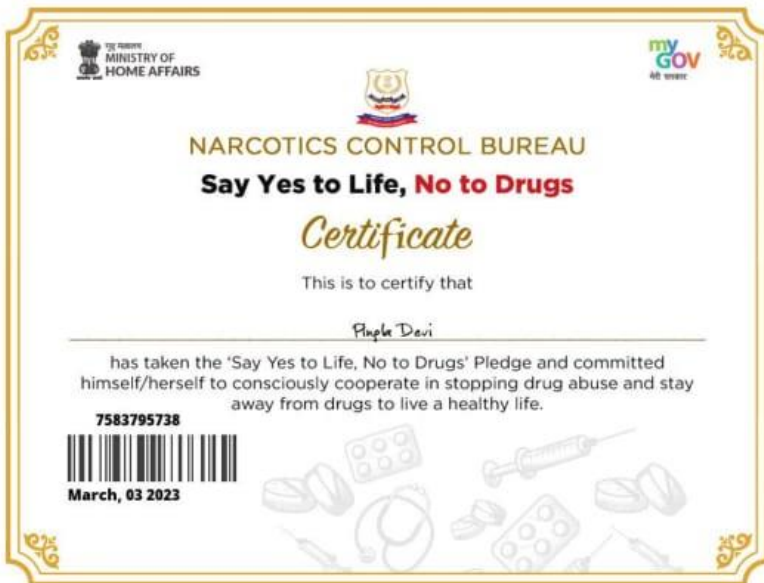 गृह मंत्रालय
MINISTRY OF
HOME AFFAIRS
my
GOV
मेरी सरकार
NARCOTICS CONTROL BUREAU
Say Yes to Life, No to Drugs
Certificate
This is to certify that
Devi
has taken the 'Say Yes to Life, No to Drugs' Pledge and committed
himself/herself to consciously cooperate in stopping drug abuse and stay
away from drugs to live a healthy life.
7583795738
March, 03 2023